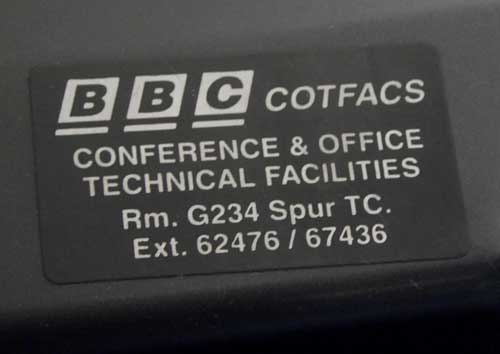 BBC COTFACS
CONFERENCE & OFFICE
TECHNICAL FACILITIES
Rm. G234 Spur TC.
Ext. 62476 / 67436